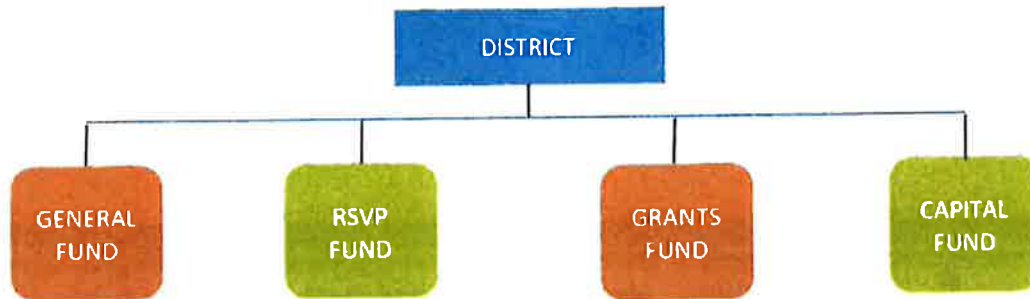 DISTRICT
GENERAL
FUND
RSVP
FUND
GRANTS
FUND
CAPITAL
FUND